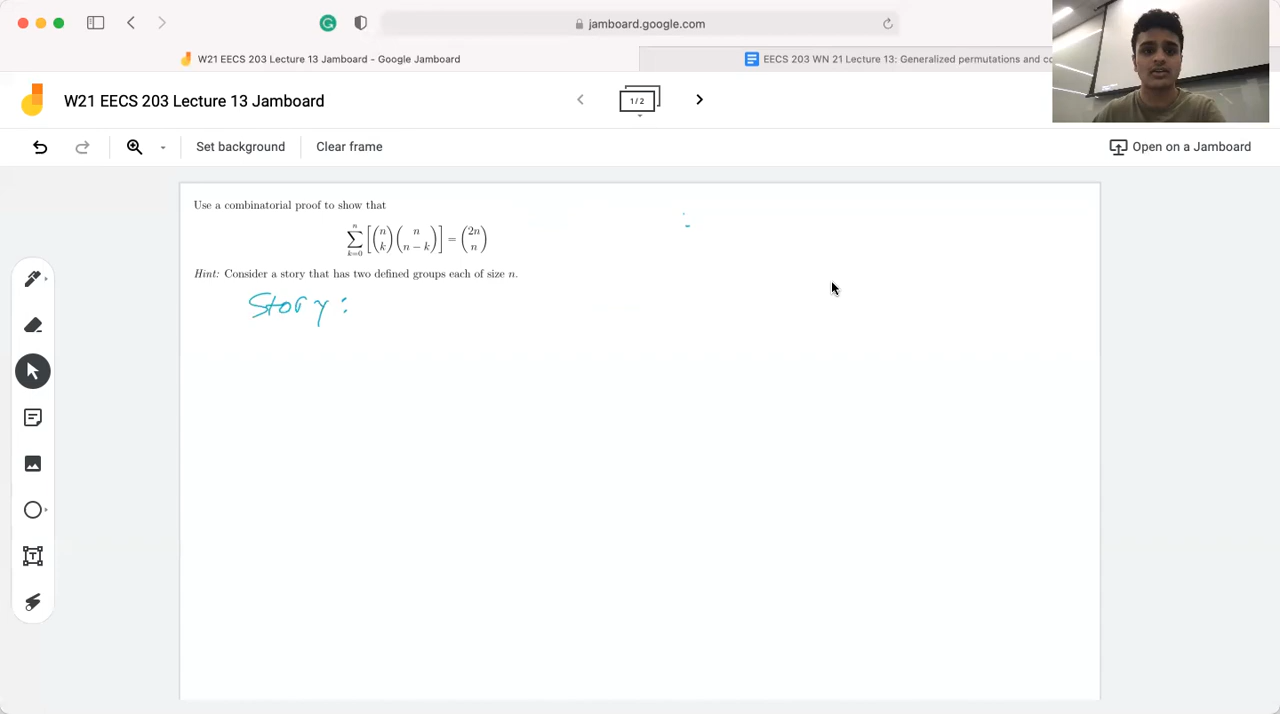 jamboard.google.com
W21 EECS 203 Lecture 13 Jamboard - Google Jamboard
EECS 203 WN 21 Lecture 13: Generalized permutations and co
W21 EECS 203 Lecture 13 Jamboard
1/2
Set background
Clear frame
Open on a Jamboard
Use a combinatorial proof to show that
\sum_{k=0}^{n} \left[ \binom{n}{k} \binom{n}{n-k} \right] = \binom{2n}{n}
Hint: Consider a story that has two defined groups each of size n.
Story: